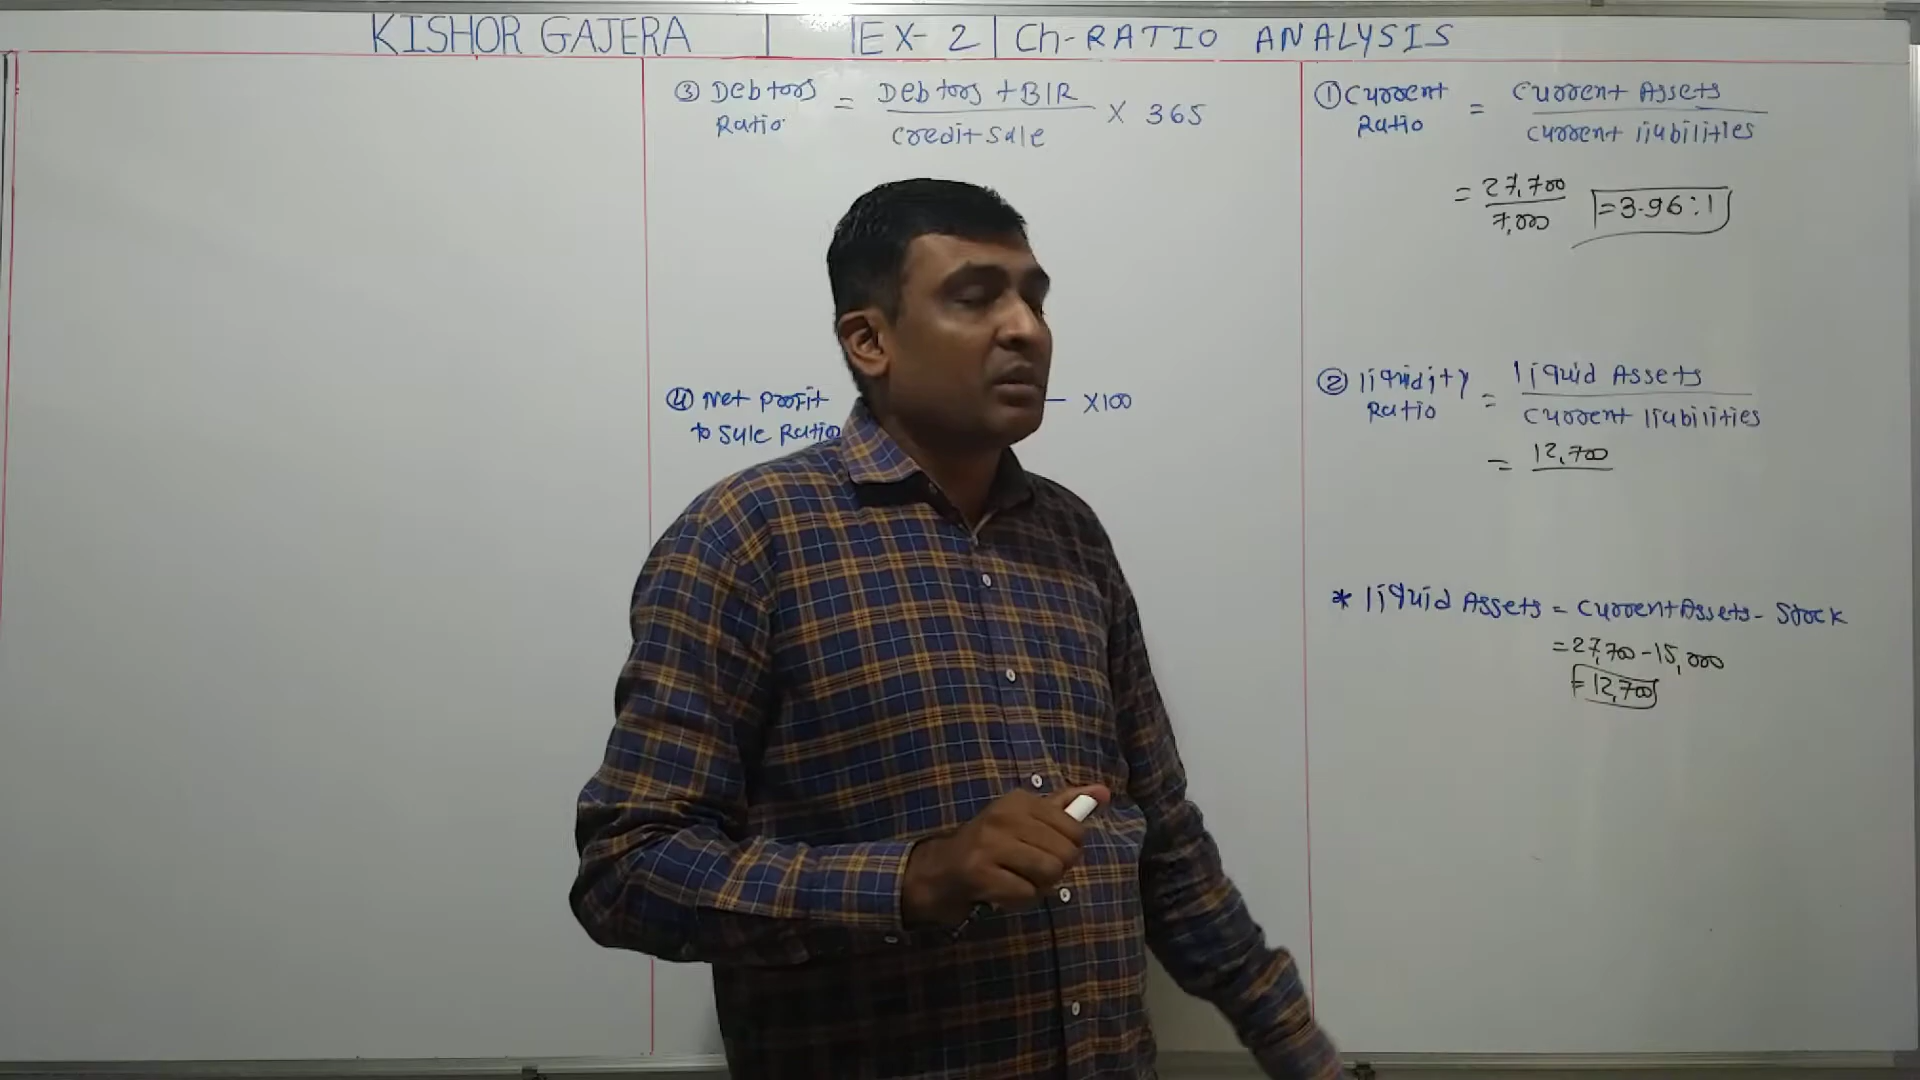 KISHOR GAJERA | EX-2 | Ch-RATIO ANALYSIS
③ Debtors Ratio = Debtors + B/R
credit sale × 365
④ Net profit
to sale Ratio × 100
① Current Ratio = Current Assets
Current liabilities
= 27,700
7,000 = 3.96:1
② liquidity Ratio = liquid Assets
Current liabilities
= 12,700
* liquid Assets = Current Assets - Stock
= 27,700 - 15,000
= 12,700